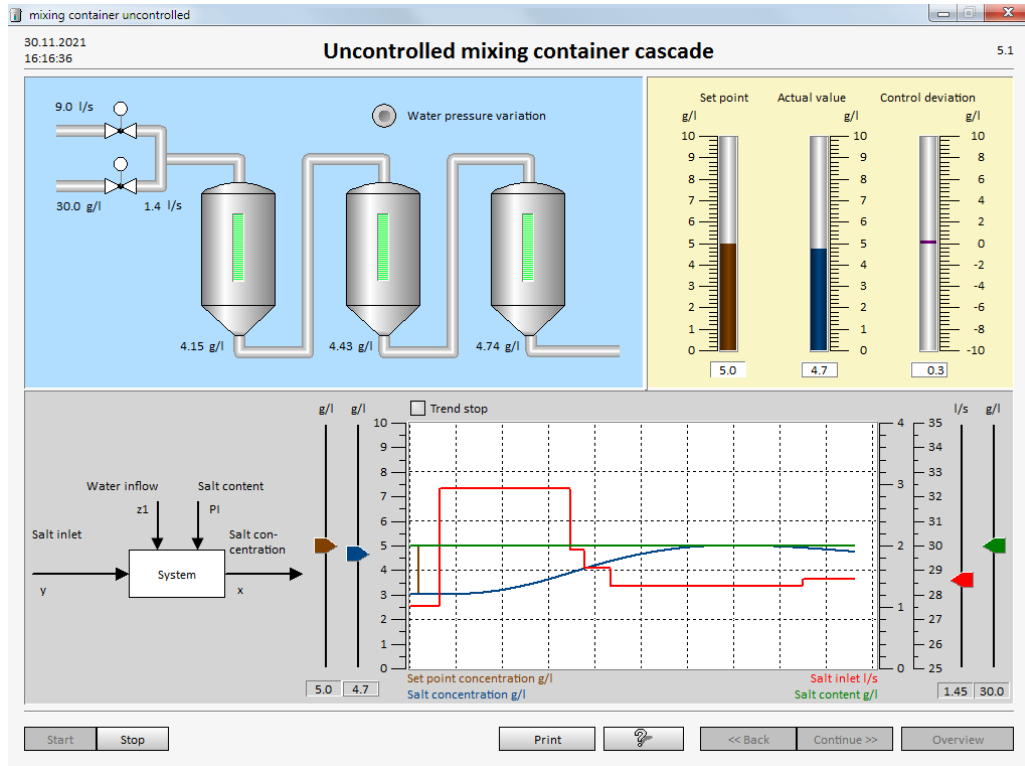 mixing container uncontrolled
30.11.2021
16:16:36
Uncontrolled mixing container cascade
5.1
9.0 l/s
Water pressure variation
30.0 g/l
1.4 l/s
4.15 g/l
4.43 g/l
4.74 g/l
Set point
Actual value
Control deviation
g/l
g/l
g/l
10
9
8
7
6
5
4
3
2
1
0
10
9
8
7
6
5
4
3
2
1
0
10
8
6
4
2
0
-2
-4
-6
-8
-10
5.0
4.7
0.3
Water inflow
z1
Salt content
PI
Salt inlet
y
System
Salt con-
centration
x
g/l
g/l
Trend stop
l/s
g/l
10
9
8
7
6
5
4
3
2
1
0
4
3
2
1
0
35
34
33
32
31
30
29
28
27
26
25
5.0
4.7
Set point concentration g/l
Salt concentration g/l
Salt inlet l/s
Salt content g/l
1.45
30.0
Start
Stop
Print
?
<< Back
Continue >>
Overview